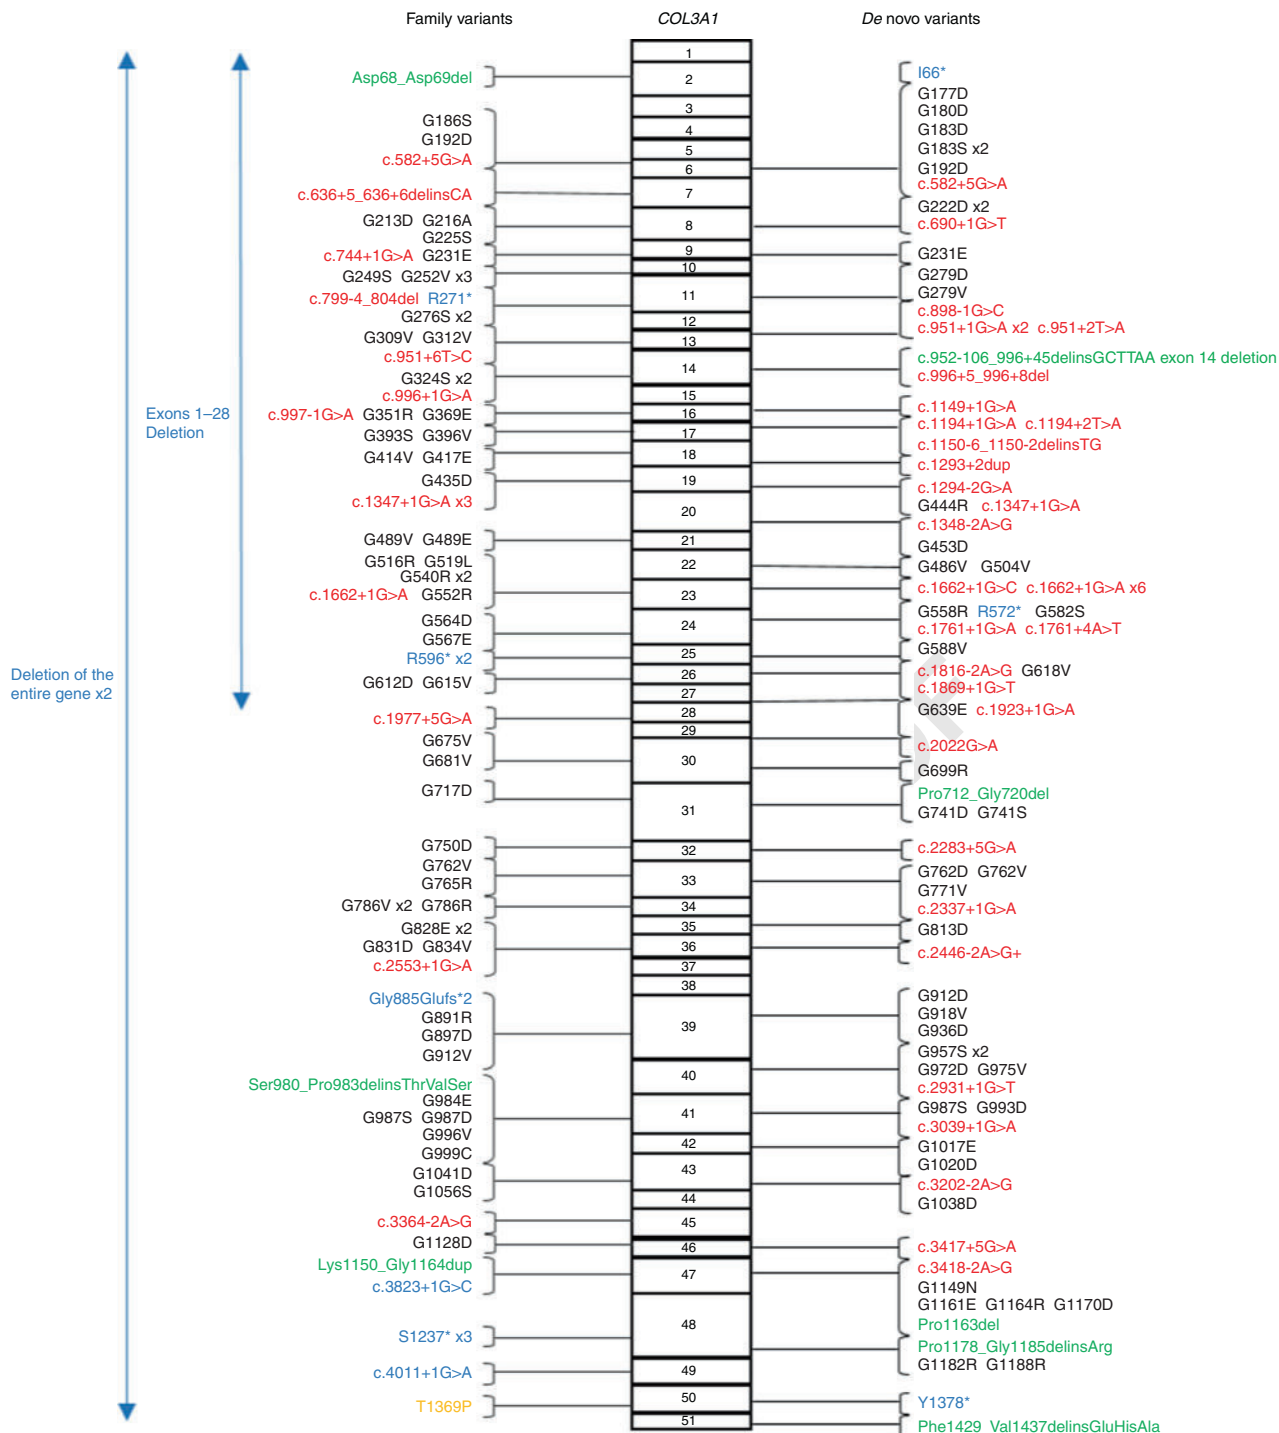 Family variants COL3A1 De novo variants
Asp68_Asp69del
G186S
G192D
c.582+5G>A
c.636+5_636+6delinsCA
G213D G216A
G225S
c.744+1G>A G231E
G249S G252V x3
c.799-4_804del R271*
G276S x2
G309V G312V
c.951+6T>C
G324S x2
c.996+1G>A
c.997-1G>A G351R G369E
G393S G396V
G414V G417E
G435D
c.1347+1G>A x3
G489V G489E
G516R G519L
G540R x2
c.1662+1G>A G552R
G564D
G567E
R596* x2
G612D G615V
c.1977+5G>A
G675V
G681V
G717D
G750D
G762V
G765R
G786V x2 G786R
G828E x2
G831D G834V
c.2553+1G>A
Gly885Glufs*2
G891R
G897D
G912V
Ser980_Pro983delinsThrValSer
G984E
G987S G987D
G996V
G999C
G1041D
G1056S
c.3364-2A>G
G1128D
Lys1150_Gly1164dup
c.3823+1G>C
S1237* x3
c.4011+1G>A
T1369P
Exons 1–28
Deletion
Deletion of the
entire gene x2
1
2
3
4
5
6
7
8
9
10
11
12
13
14
15
16
17
18
19
20
21
22
23
24
25
26
27
28
29
30
31
32
33
34
35
36
37
38
39
40
41
42
43
44
45
46
47
48
49
50
51
I66*
G177D
G180D
G183D
G183S x2
G192D
c.582+5G>A
G222D x2
c.690+1G>T
G231E
G279D
G279V
c.898-1G>C
c.951+1G>A x2 c.951+2T>A
c.952-106_996+45delinsGCTTAA exon 14 deletion
c.996+5_996+8del
c.1149+1G>A
c.1194+1G>A c.1194+2T>A
c.1150-6_1150-2delinsTG
c.1293+2dup
c.1294-2G>A
G444R c.1347+1G>A
c.1348-2A>G
G453D
G486V G504V
c.1662+1G>C c.1662+1G>A x6
G558R R572* G582S
c.1761+1G>A c.1761+4A>T
G588V
c.1816-2A>G G618V
c.1869+1G>T
G639E c.1923+1G>A
c.2022G>A
G699R
Pro712_Gly720del
G741D G741S
c.2283+5G>A
G762D G762V
G771V
c.2337+1G>A
G813D
c.2446-2A>G+
G912D
G918V
G936D
G957S x2
G972D G975V
c.2931+1G>T
G987S G993D
c.3039+1G>A
G1017E
G1020D
c.3202-2A>G
G1038D
c.3417+5G>A
c.3418-2A>G
G1149N
G1161E G1164R G1170D
Pro1163del
Pro1178_Gly1185delinsArg
G1182R G1188R
Y1378*
Phe1429_Val1437delinsGluHisAla